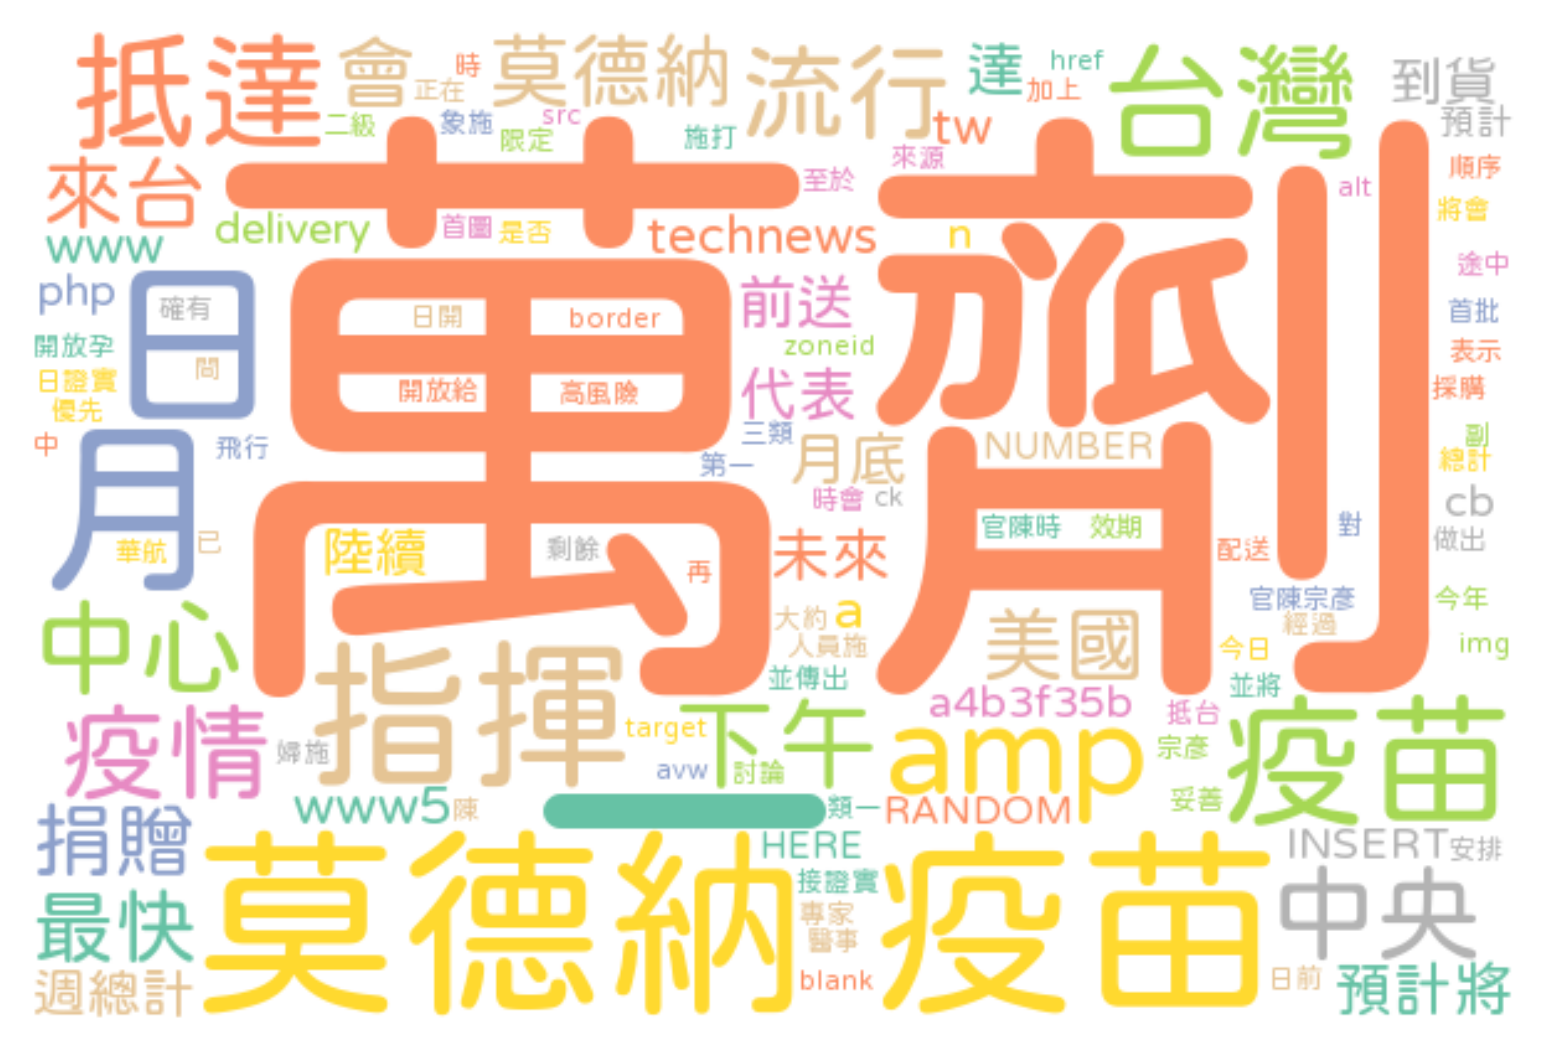 抵達 會 時 莫德納 流行 達 href 台灣 到貨
正在 加上
二級 象施 src 限定 施打 tw 預計
來台 萬 劑 至於 來源 順序
alt
www delivery 首圖 是否 technews n 將會
php 日 確有 日開 border 前送 途中
首批
開放孕 zoneid 表示
日證實 問 開放給 高風險 代表 採購
優先
中 月 飛行 三類 月底 NUMBER 副
第一 總計
時會 ck cb
華航 已 陸續 剩餘 再 未來 官陳時 效期 配送 對 做出
中心 大約 a 美國 官陳宗彥 今年
人員施 經過
指揮 今日 img
並傳出 並將
疫情 婦施 target 下午 a4b3f35b 抵台 疫苗
avw 討論 amp 宗彥
妥善
捐贈 www5 陳 一 類一 RANDOM
HERE INSERT 安排
最快 莫德納疫苗 接證實 中央
專家
醫事
週總計 blank 日前 預計將